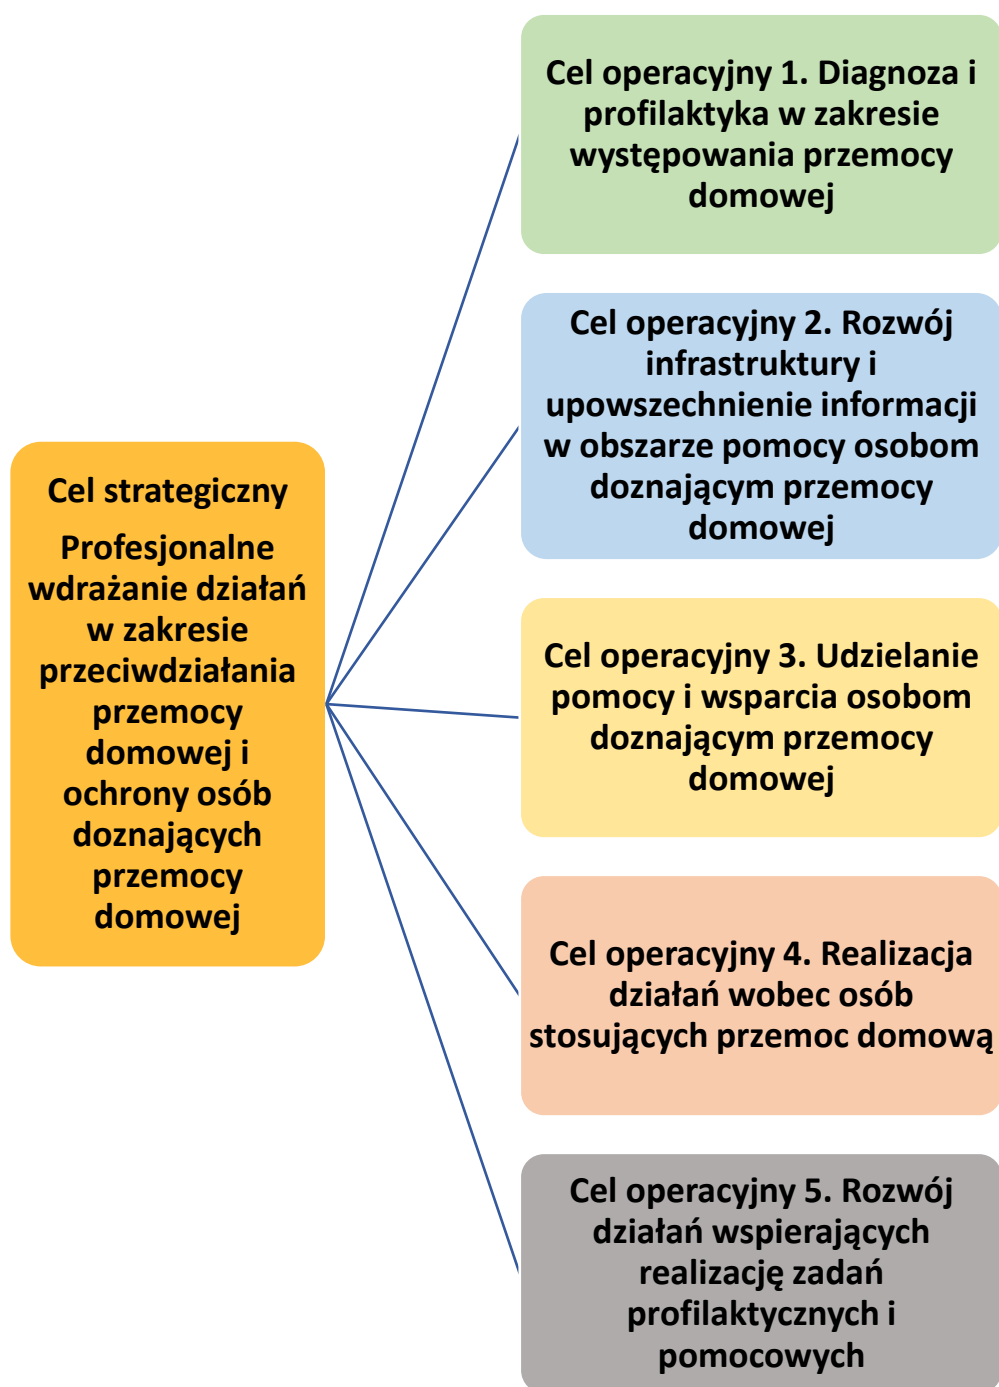 Cel strategiczny
Profesjonalne
wdrażanie działań
w zakresie
przeciwdziałania
przemocy
domowej i
ochrony osób
doznających
przemocy
domowej
Cel operacyjny 1. Diagnoza i
profilaktyka w zakresie
występowania przemocy
domowej
Cel operacyjny 2. Rozwój
infrastruktury i
upowszechnienie informacji
w obszarze pomocy osobom
doznającym przemocy
domowej
Cel operacyjny 3. Udzielanie
pomocy i wsparcia osobom
doznającym przemocy
domowej
Cel operacyjny 4. Realizacja
działań wobec osób
stosujących przemoc domową
Cel operacyjny 5. Rozwój
działań wspierających
realizację zadań
profilaktycznych i
pomocowych